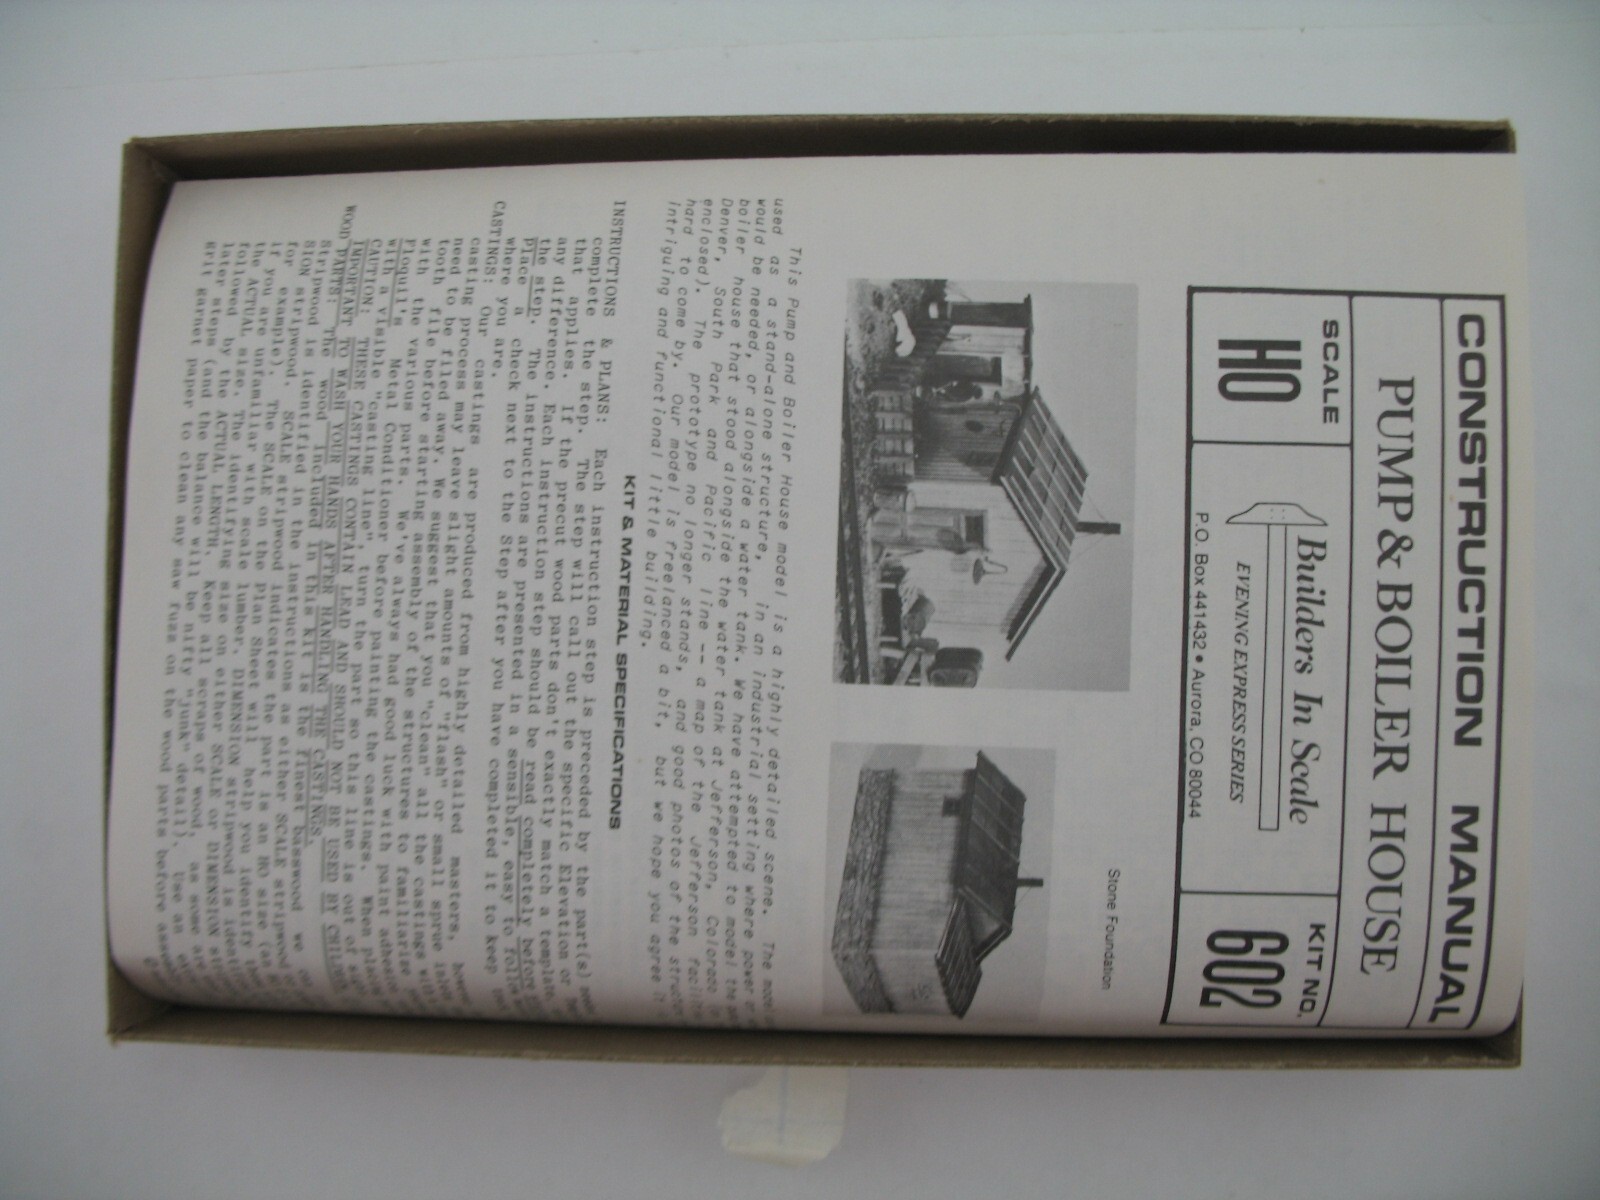 CONSTRUCTION MANUAL
PUMP & BOILER HOUSE
SCALE
HO
Builders In Scale
EVENING EXPRESS SERIES
P.O. Box 441432 • Aurora, CO 80044
KIT NO.
602
Stone Foundation
This Pump and Boiler House model is a highly detailed scene. The model
used as a stand-alone structure, in an industrial setting where power or
would be needed, or alongside a water tank. We have attempted to model the
boiler house that stood alongside the water tank at Jefferson, Colorado
Denver, South Park and Pacific line -- a map of the Jefferson
enclosed). The prototype no longer stands, and good photos of the
hard to come by. Our model is freelanced a bit, but we hope you agree
intriguing and functional little building.
KIT & MATERIAL SPECIFICATIONS
INSTRUCTIONS & PLANS: Each instruction step is preceded by the part(s)
complete the step. The step will call out the specific Elevation or
that applies. If the precut wood parts don't exactly match a template,
any difference. Each instruction step should be read completely before
the step. The instructions are presented in a sensible, easy to follow
Place a check next to the Step after you have completed it to keep
where you are.
CASTINGS: Our castings are produced from highly detailed masters,
casting process may leave slight amounts of "flash" or small sprue
need to be filed away. We suggest that you "clean" all the castings
tooth file before starting assembly of the structures to familiarize
with the various parts. We've always had good luck with paint adhesion
Floquil's Metal Conditioner before painting the castings. When
with a visible "casting line", turn the part so this line is out of
CAUTION: THESE CASTINGS CONTAIN LEAD AND SHOULD NOT BE USED BY
IMPORTANT TO WASH YOUR HANDS AFTER HANDLING THE CASTINGS.
WOOD PARTS: The wood included in this kit is the finest basswood we
Stripwood is identified in the instructions as either SCALE
SION stripwood. SCALE stripwood indicates the part is an HO size
for example). The SCALE on the Plan Sheet will help you identify
if you are unfamiliar with scale lumber. DIMENSION stripwood is
the ACTUAL size. The identifying size on either SCALE or DIMENSION
followed by the ACTUAL LENGTH. Keep all scraps of wood, as some are
later steps (and the balance will be nifty "junk" detail). Use an
grit garnet paper to clean any saw fuzz on the wood parts before